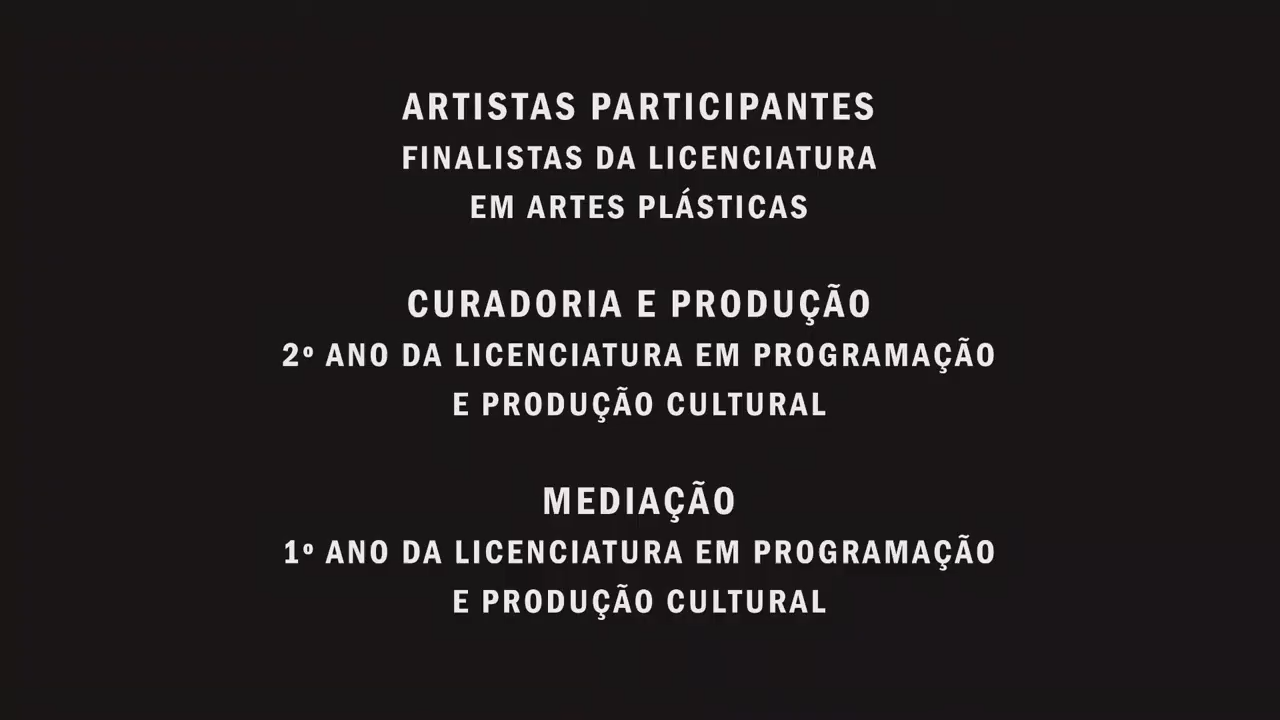 ARTISTAS PARTICIPANTES
FINALISTAS DA LICENCIATURA
EM ARTES PLÁSTICAS
CURADORIA E PRODUÇÃO
2º ANO DA LICENCIATURA EM PROGRAMAÇÃO
E PRODUÇÃO CULTURAL
MEDIAÇÃO
1º ANO DA LICENCIATURA EM PROGRAMAÇÃO
E PRODUÇÃO CULTURAL